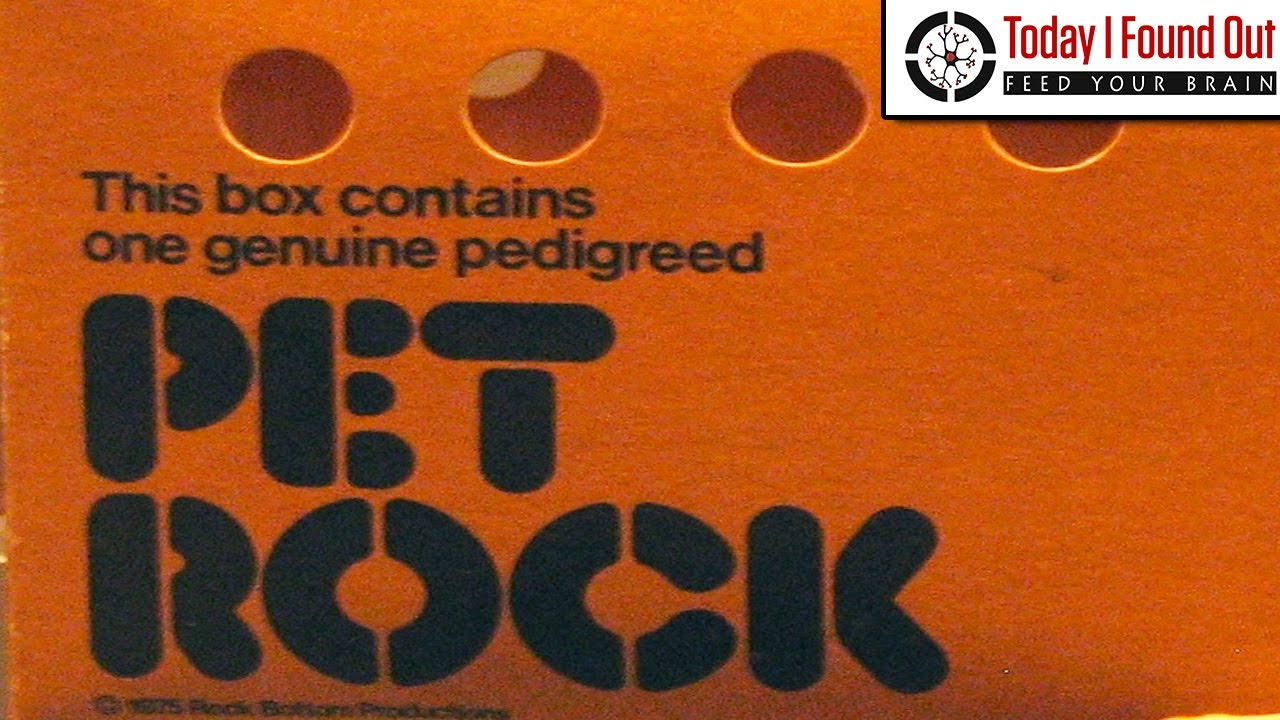 Today I Found Out
FEED YOUR BRAIN
This box contains
one genuine pedigreed
PET
ROCK
© 1975 Rock Bottom Productions